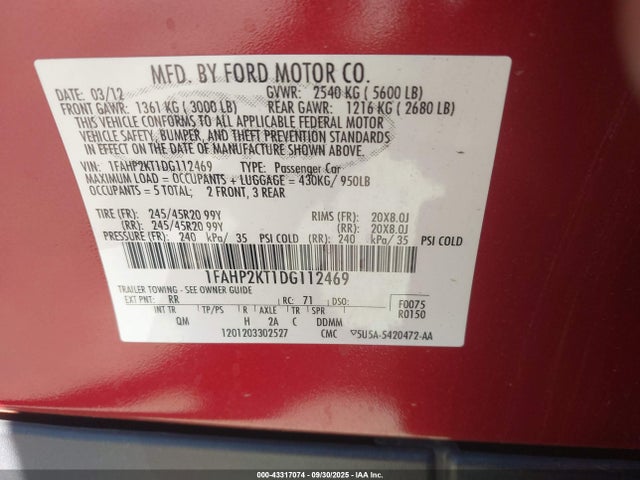 MFD. BY FORD MOTOR CO.
03/12 GVWR: 2540 KG ( 5600 LB)
FRONT GAWR: 1361 KG ( 3000 LB) REAR GAWR: 1216 KG ( 2680 LB)
THIS VEHICLE CONFORMS TO ALL APPLICABLE FEDERAL MOTOR
VEHICLE SAFETY, BUMPER, AND THEFT PREVENTION STANDARDS
IN EFFECT ON THE DATE OF MANUFACTURE SHOWN ABOVE.
VIN: 1FAHP2KT1DG112469 TYPE: Passenger Car
MAXIMUM LOAD = OCCUPANTS + LUGGAGE = 430KG/ 950LB
OCCUPANTS = 5 TOTAL; 2 FRONT, 3 REAR
TIRE (FR): 245/45R20 99Y RIMS (FR): 20X8.0J
(RR): 245/45R20 99Y (RR): 20X8.0J
PRESSURE (FR): 240 kPa/ 35 PSI COLD (RR): 240 kPa/ 35 PSI COLD
1FAHP2KT1DG112469
TRAILER TOWING - SEE OWNER GUIDE
EXT PNT: RR RC: 71 DSO: F0075
R0150
INT TR TP/PS R AXLE TR SPR
QM H 2A C DDMM
1201203302527 CMC ▽5U5A-5420472-AA
000-43317074 - 09/30/2025 - IAA Inc.